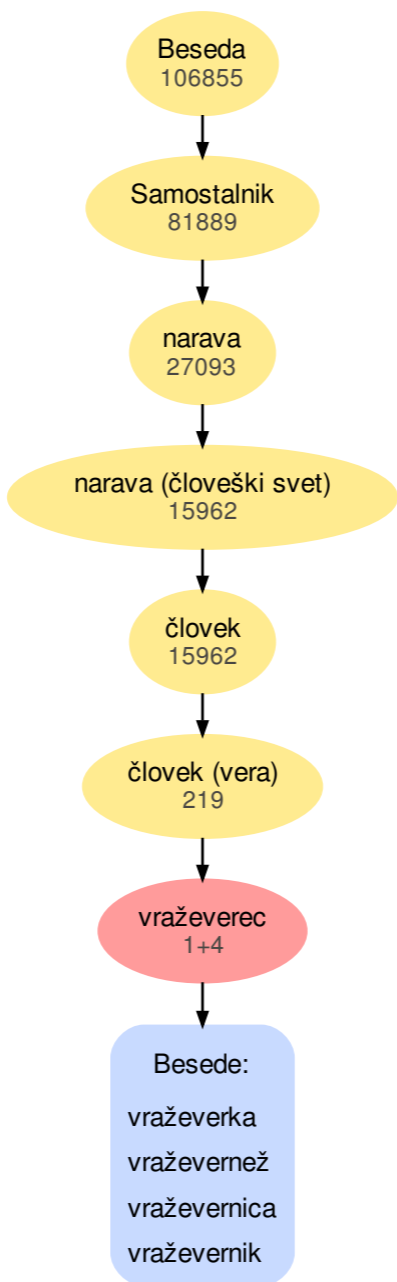 Beseda
106855
Samostalnik
81889
narava
27093
narava (človeški svet)
15962
človek
15962
človek (vera)
219
vraževerec
1+4
Besede:
vraževerka
vraževernež
vraževernica
vraževernik